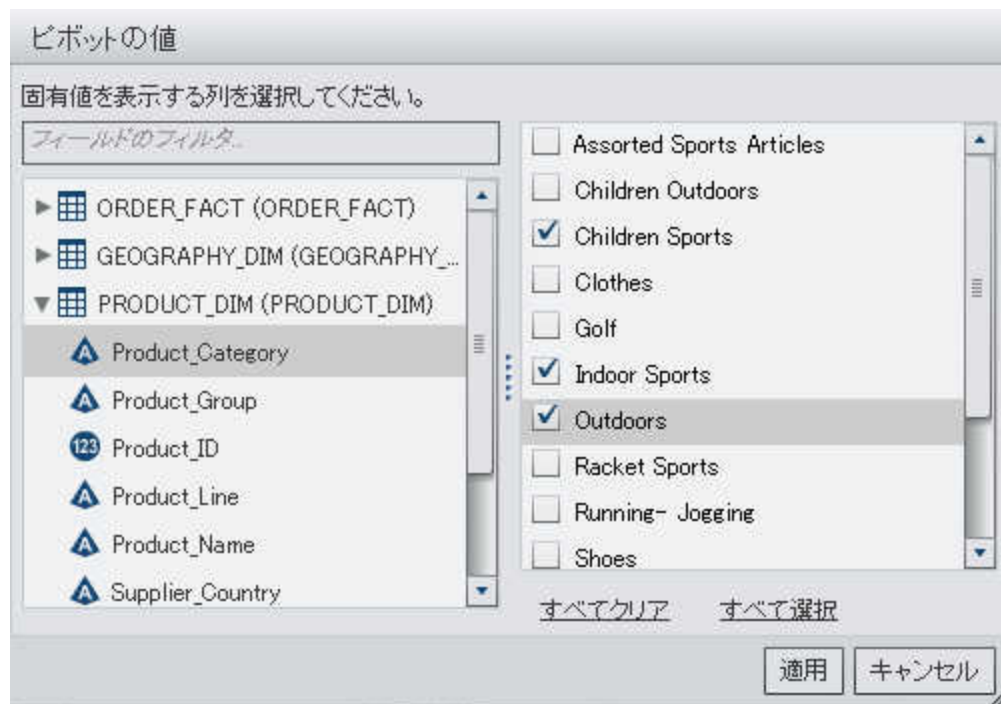 ピボットの値
固有値を表示する列を選択してください。
フィールドのフィルタ..
ORDER_FACT (ORDER_FACT)
GEOGRAPHY_DIM (GEOGRAPHY_...
PRODUCT_DIM (PRODUCT_DIM)
A Product_Category
A Product_Group
123 Product_ID
A Product_Line
A Product_Name
A Supplier_Country
Assorted Sports Articles
Children Outdoors
Children Sports
Clothes
Golf
Indoor Sports
Outdoors
Racket Sports
Running- Jogging
Shoes
すべてクリア すべて選択
適用 キャンセル